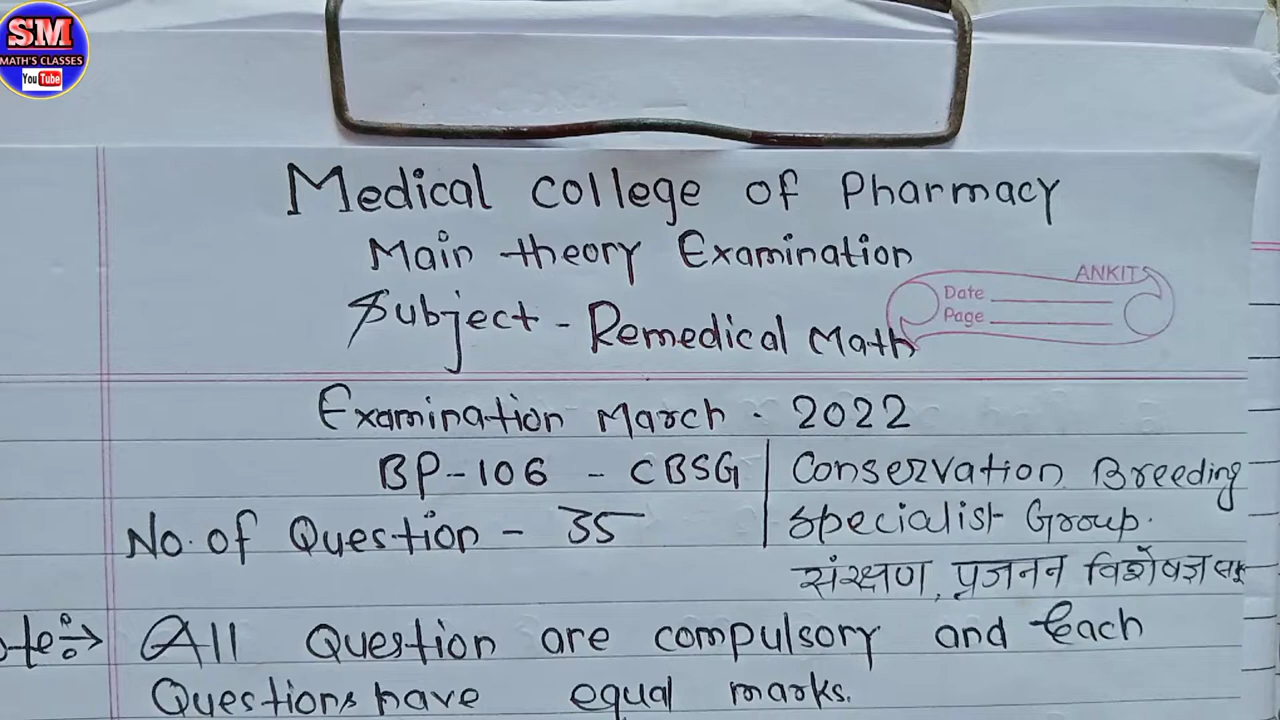 SM
MATH'S CLASSES
YouTube
Medical college of Pharmacy
Main theory Examination
ANKIT
Date
Page
Subject - Remedical Math
Examination March - 2022
BP-106 - CBSG | Conservation Breeding
No. of Question - 35
specialist Group.
संरक्षण, प्रजनन विशेषज्ञ
All Question are compulsory and Each
Questions have equal marks.